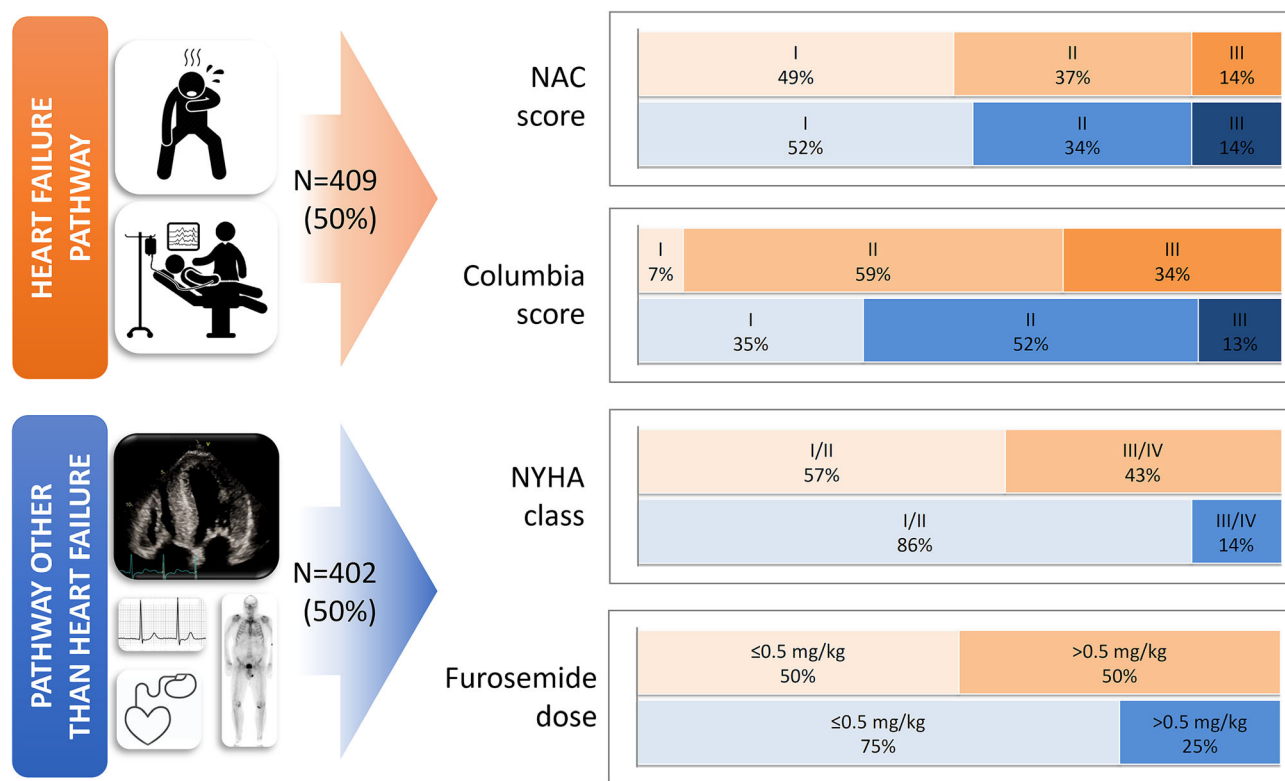 HEART FAILURE
PATHWAY
N=409
(50%)
NAC
score
I
49%
II
37%
III
14%
I
52%
II
34%
III
14%
Columbia
score
I
7%
II
59%
III
34%
I
35%
II
52%
III
13%
PATHWAY OTHER
THAN HEART FAILURE
N=402
(50%)
NYHA
class
I/II
57%
III/IV
43%
I/II
86%
III/IV
14%
Furosemide
dose
≤0.5 mg/kg
50%
>0.5 mg/kg
50%
≤0.5 mg/kg
75%
>0.5 mg/kg
25%